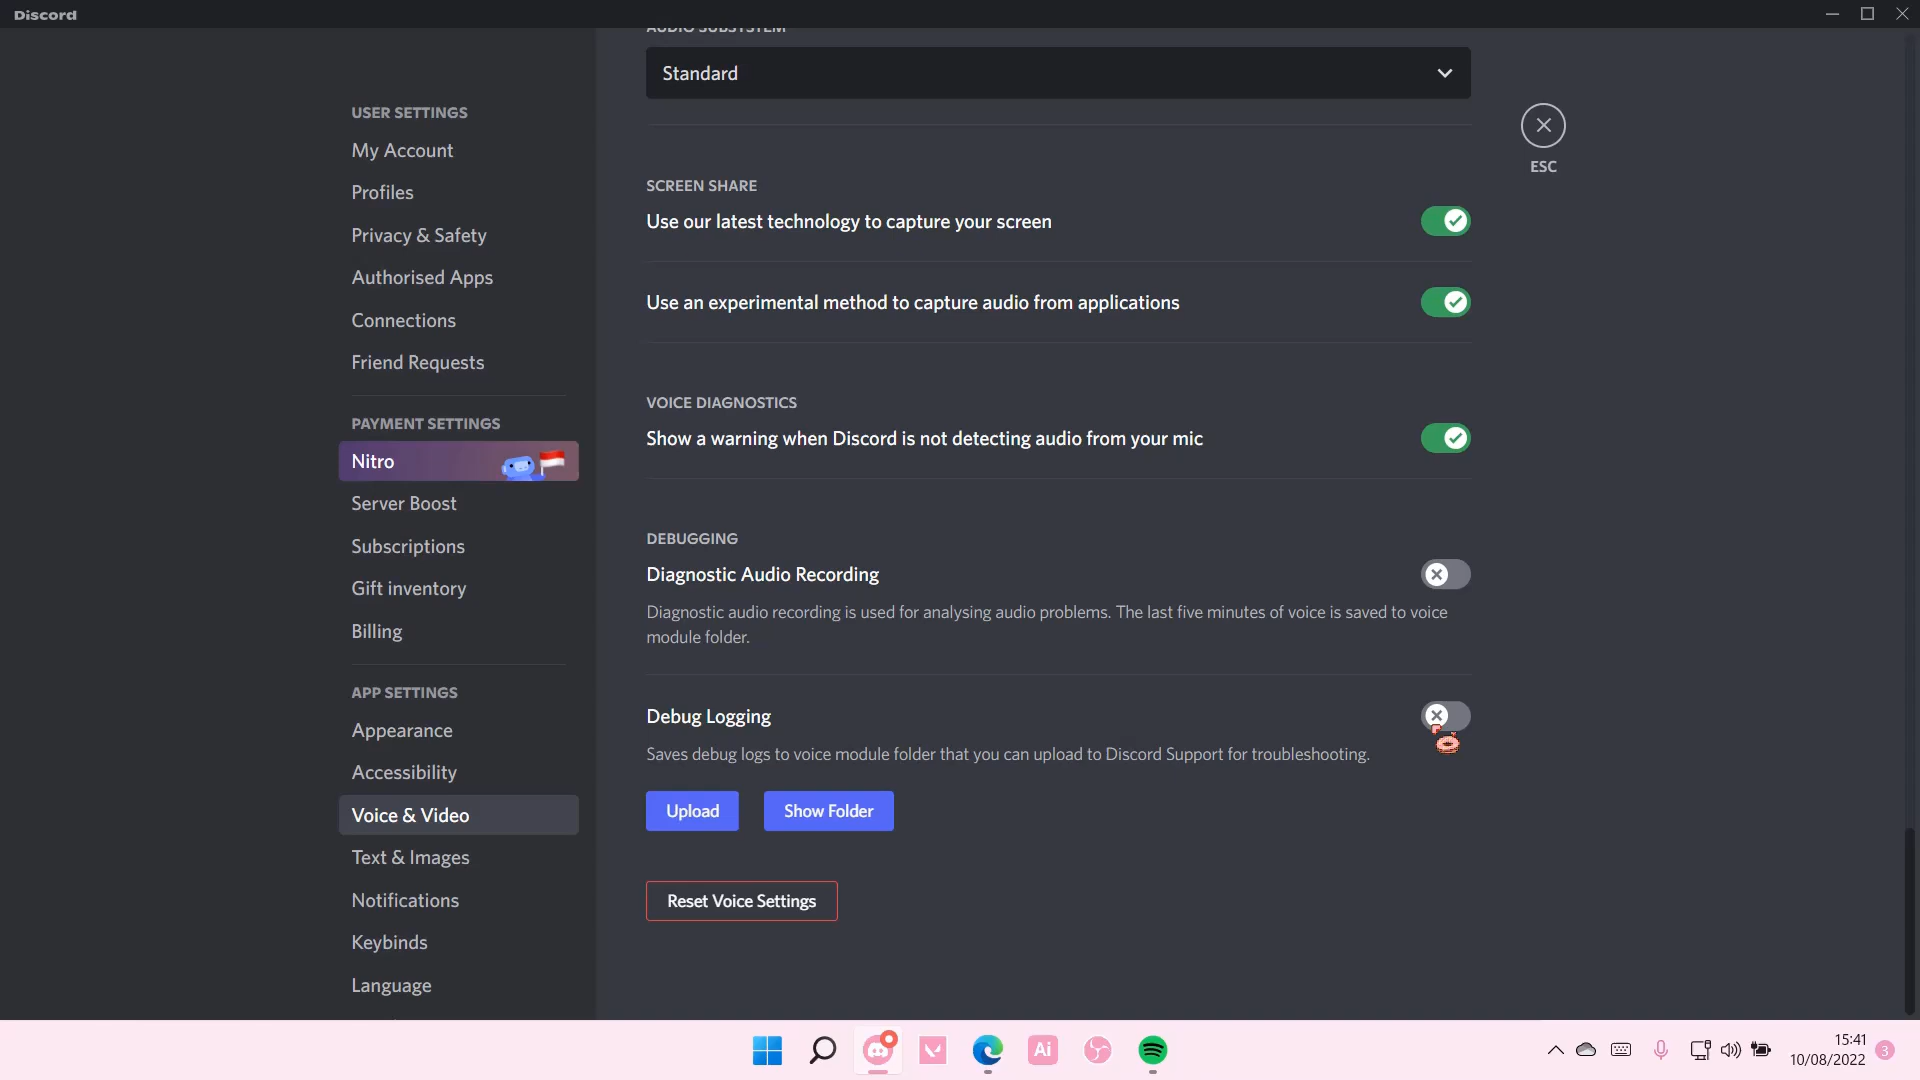 Discord
AUDIO SUBSYSTEM
Standard
ESC
USER SETTINGS
My Account
Profiles
Privacy & Safety
Authorised Apps
Connections
Friend Requests
PAYMENT SETTINGS
Nitro
Server Boost
Subscriptions
Gift inventory
Billing
APP SETTINGS
Appearance
Accessibility
Voice & Video
Text & Images
Notifications
Keybinds
Language
SCREEN SHARE
Use our latest technology to capture your screen
Use an experimental method to capture audio from applications
VOICE DIAGNOSTICS
Show a warning when Discord is not detecting audio from your mic
DEBUGGING
Diagnostic Audio Recording
Diagnostic audio recording is used for analysing audio problems. The last five minutes of voice is saved to voice
module folder.
Debug Logging
Saves debug logs to voice module folder that you can upload to Discord Support for troubleshooting.
Upload
Show Folder
Reset Voice Settings
Ai
15:41
10/08/2022
3